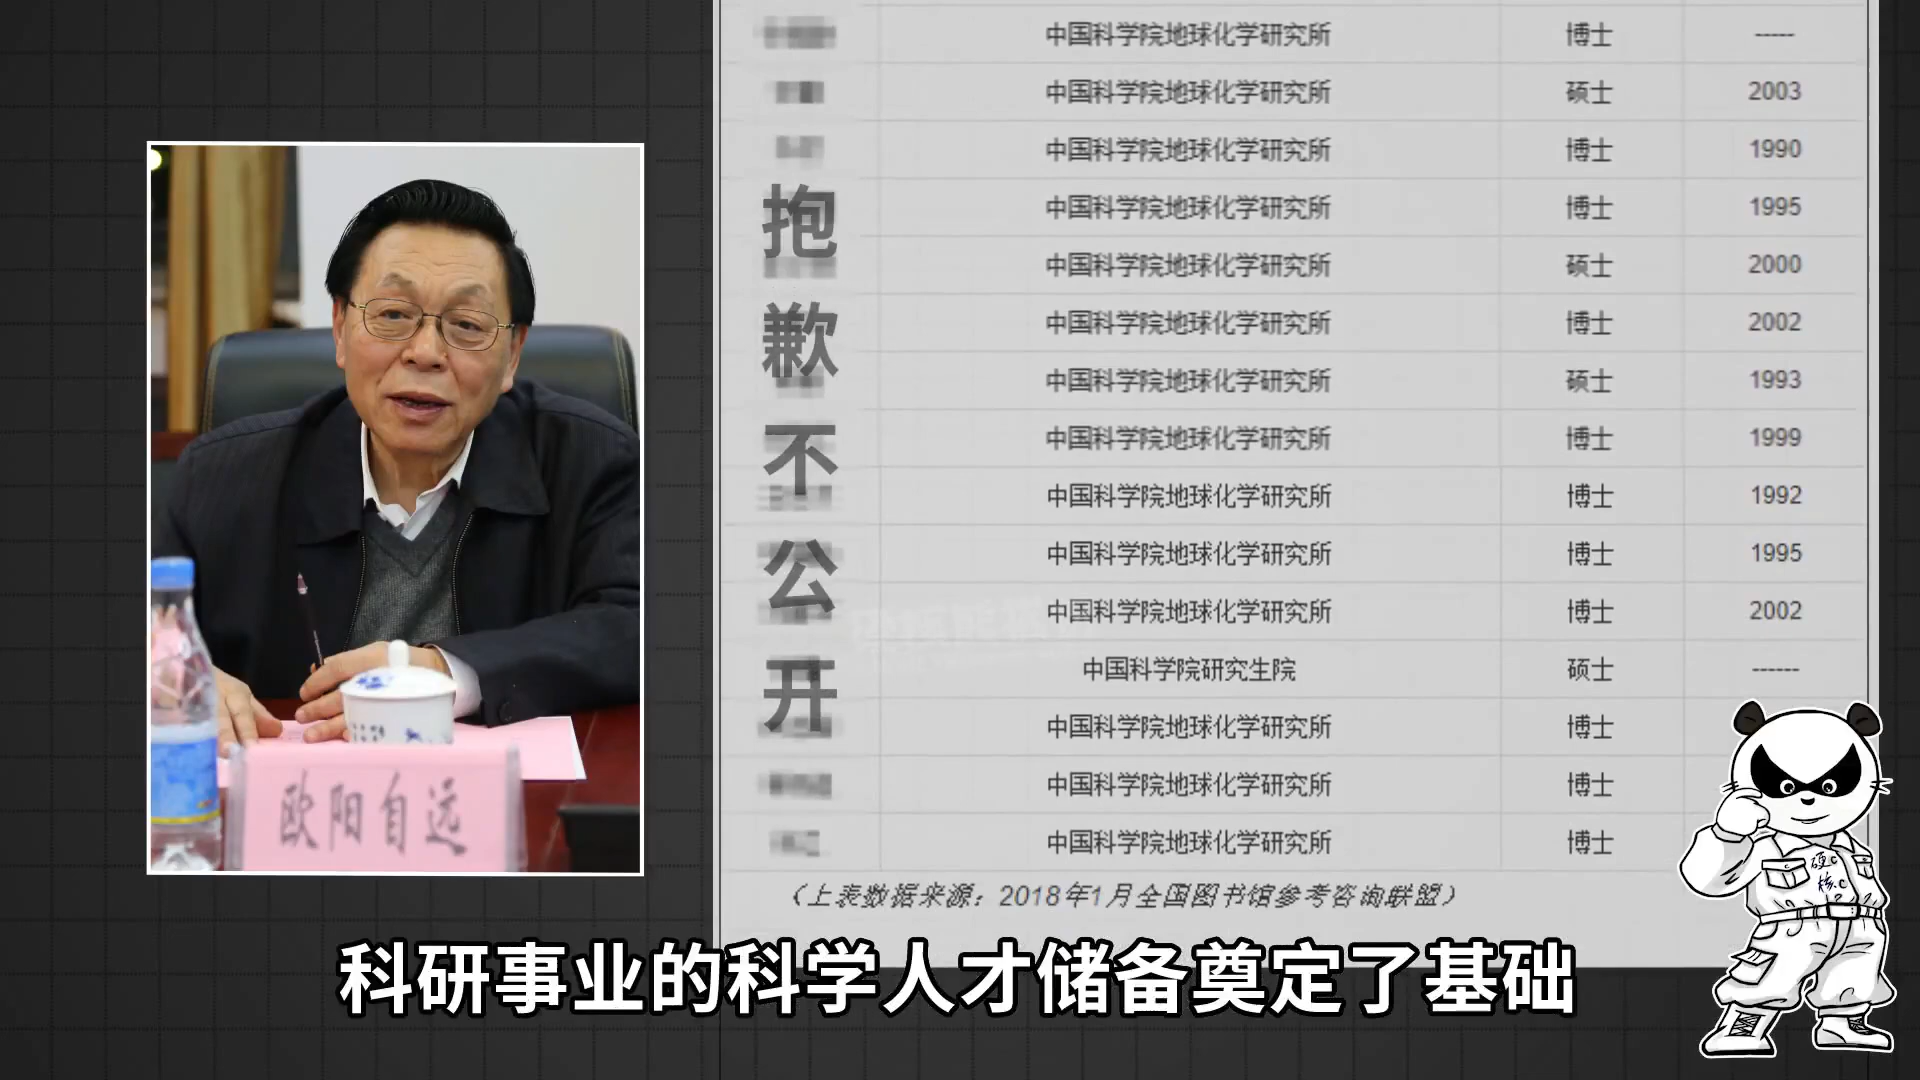 中国科学院地球化学研究所 博士 -----
中国科学院地球化学研究所 硕士 2003
中国科学院地球化学研究所 博士 1990
中国科学院地球化学研究所 博士 1995
中国科学院地球化学研究所 硕士 2000
中国科学院地球化学研究所 博士 2002
中国科学院地球化学研究所 硕士 1993
中国科学院地球化学研究所 博士 1999
中国科学院地球化学研究所 博士 1992
中国科学院地球化学研究所 博士 1995
中国科学院地球化学研究所 博士 2002
中国科学院研究生院 硕士 ------
中国科学院地球化学研究所 博士
中国科学院地球化学研究所 博士
中国科学院地球化学研究所 博士
抱歉不公开
（上表数据来源：2018年1月全国图书馆参考咨询联盟）
欧阳自远
硬c
核.c
科研事业的科学人才储备奠定了基础